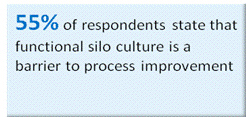 55% of respondents state that
functional silo culture is a
barrier to process improvement